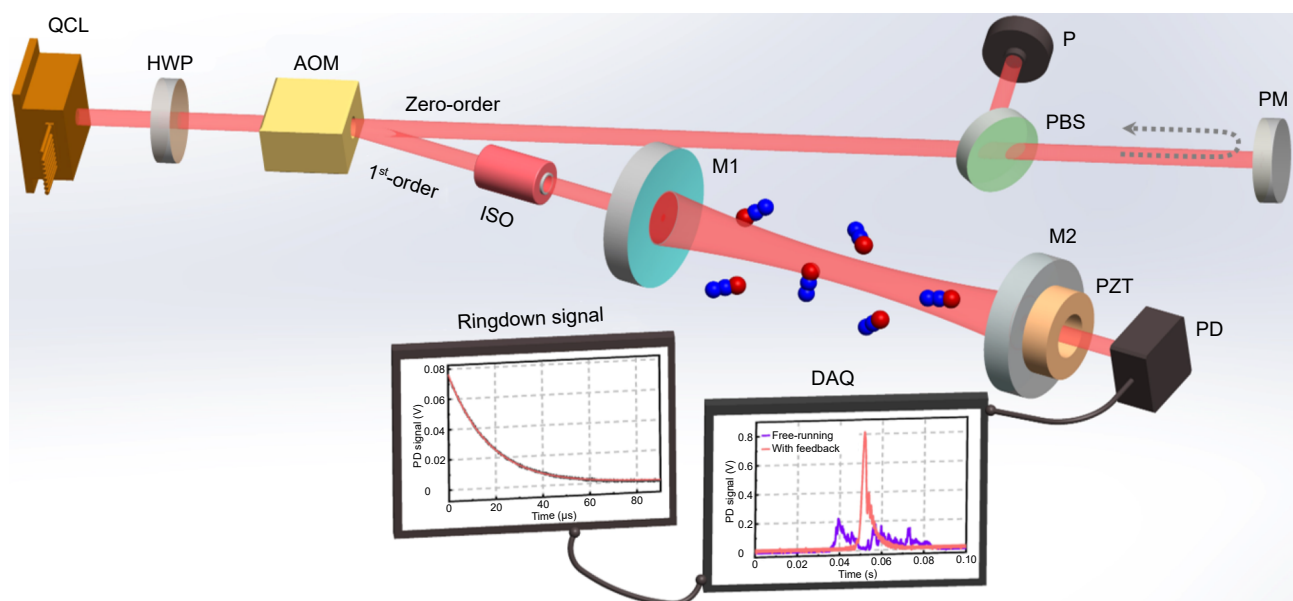 QCL
HWP
AOM
Zero-order
P
PBS
PM
1st-order
ISO
M1
M2
PZT
PD
Ringdown signal
PD signal (V)
0.08
0.06
0.04
0.02
0
0
20
40
60
80
Time (µs)
DAQ
PD signal (V)
0.8
0.6
0.4
0.2
0
Free-running
With feedback
0
0.02
0.04
0.06
0.08
0.10
Time (s)